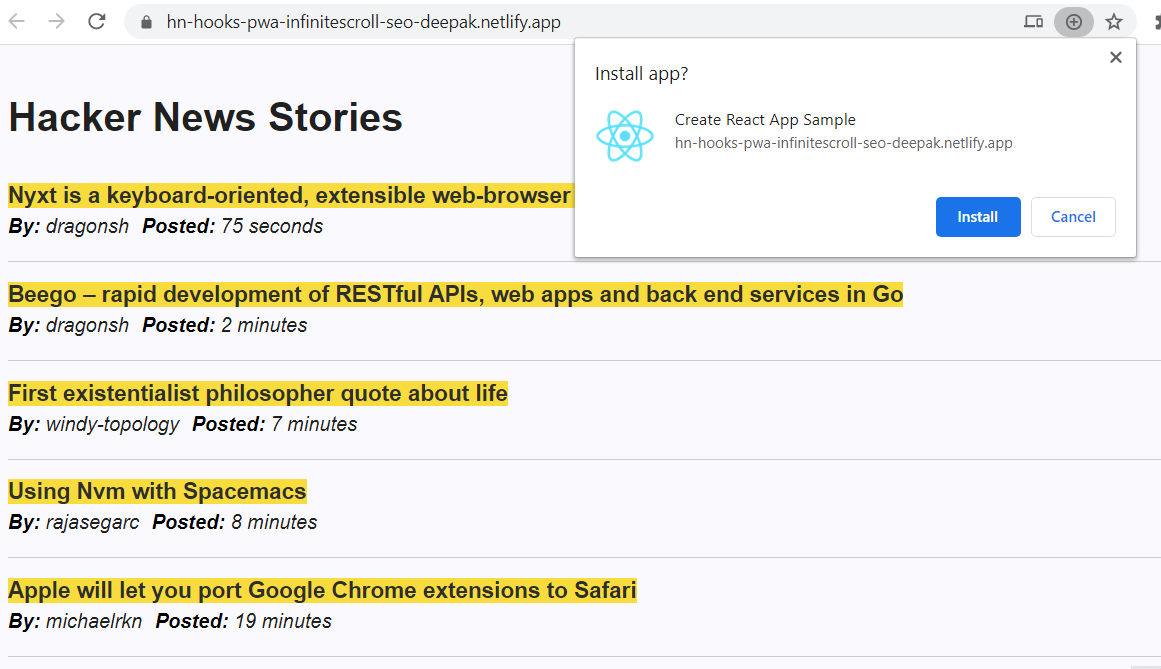 hn-hooks-pwa-infinitescroll-seo-deepak.netlify.app
Install app?
Create React App Sample
hn-hooks-pwa-infinitescroll-seo-deepak.netlify.app
Install Cancel
Hacker News Stories
Nyxt is a keyboard-oriented, extensible web-browser
By: dragonsh Posted: 75 seconds
Beego – rapid development of RESTful APIs, web apps and back end services in Go
By: dragonsh Posted: 2 minutes
First existentialist philosopher quote about life
By: windy-topology Posted: 7 minutes
Using Nvm with Spacemacs
By: rajasegarc Posted: 8 minutes
Apple will let you port Google Chrome extensions to Safari
By: michaelrkn Posted: 19 minutes